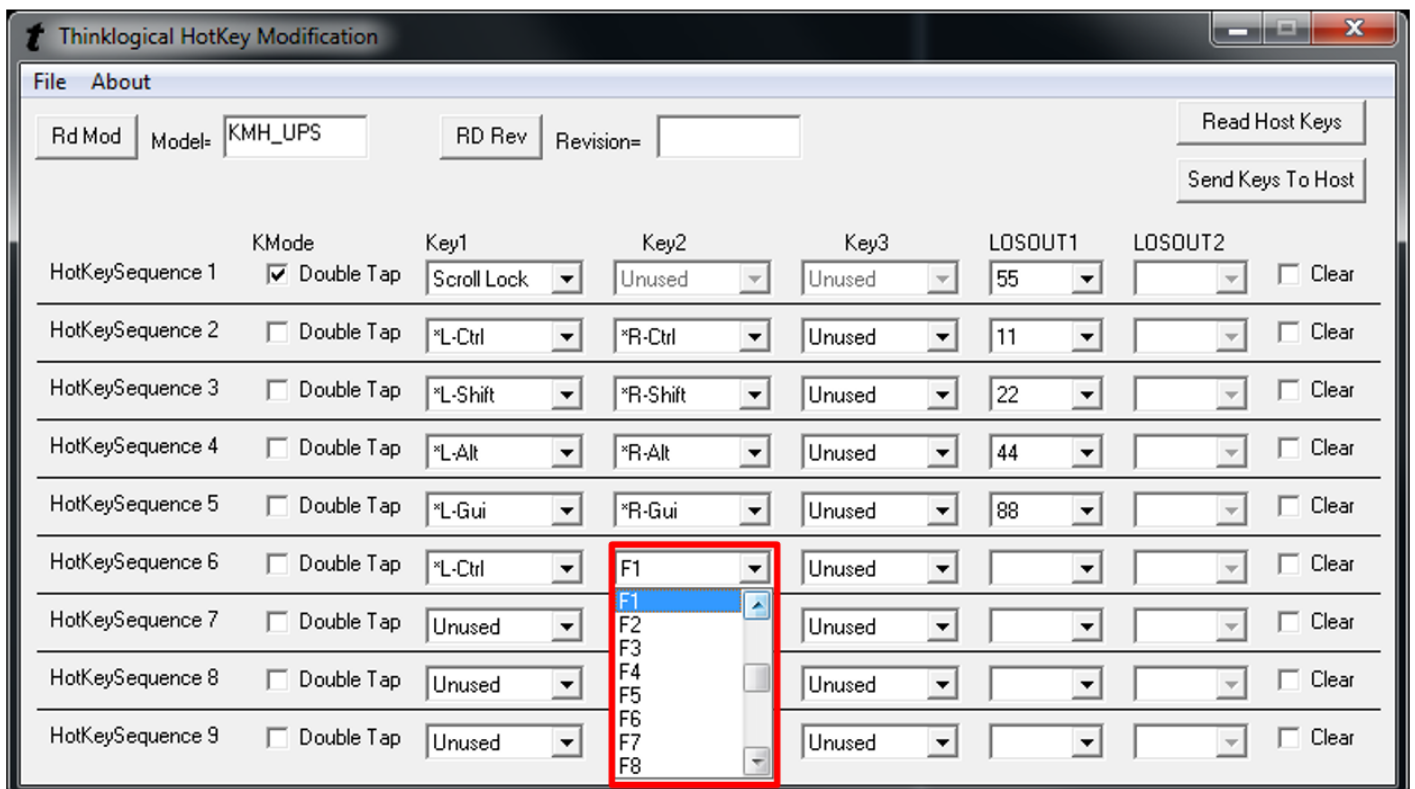 t Thinklogical HotKey Modification
File About
Rd Mod Model= KMH_UPS RD Rev Revision= Read Host Keys
Send Keys To Host
KMode Key1 Key2 Key3 LOSOUT1 LOSOUT2
HotKeySequence 1 Double Tap Scroll Lock Unused Unused 55 Clear
HotKeySequence 2 Double Tap *L-Ctrl *R-Ctrl Unused 11 Clear
HotKeySequence 3 Double Tap *L-Shift *R-Shift Unused 22 Clear
HotKeySequence 4 Double Tap *L-Alt *R-Alt Unused 44 Clear
HotKeySequence 5 Double Tap *L-Gui *R-Gui Unused 88 Clear
HotKeySequence 6 Double Tap *L-Ctrl F1 Unused Clear
F1
HotKeySequence 7 Double Tap Unused F2 Unused Clear
F3
HotKeySequence 8 Double Tap Unused F4 Unused Clear
F5
F6
HotKeySequence 9 Double Tap Unused F7 Unused Clear
F8